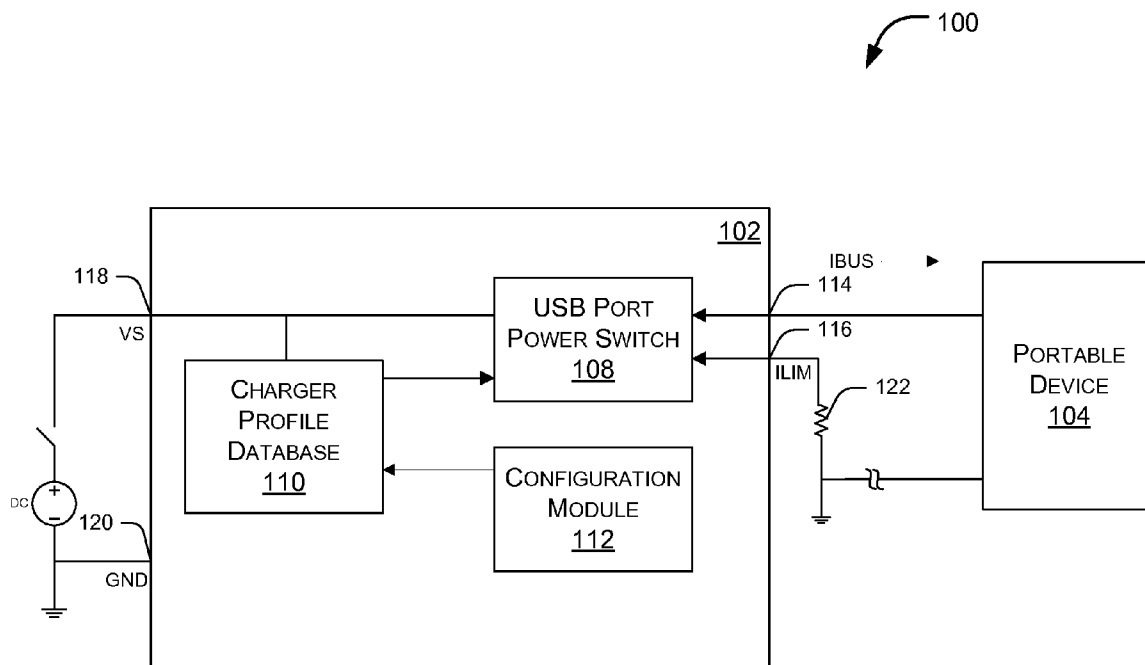 100
102
118
VS
USB PORT
POWER SWITCH
108
IBUS
114
116
ILIM
122
PORTABLE
DEVICE
104
CHARGER
PROFILE
DATABASE
110
CONFIGURATION
MODULE
112
DC
+
−
120
GND